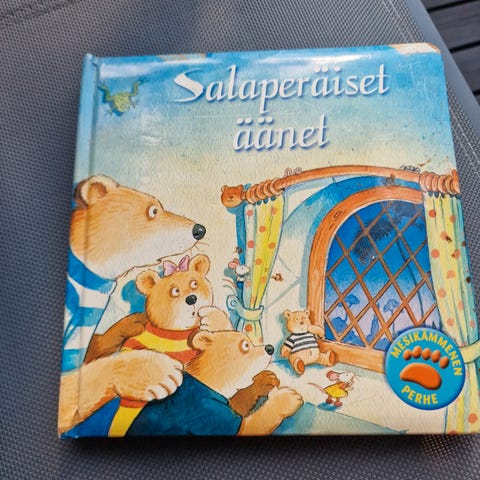 Salaperäiset
äänet
MESIKÄMMENEN
PERHE